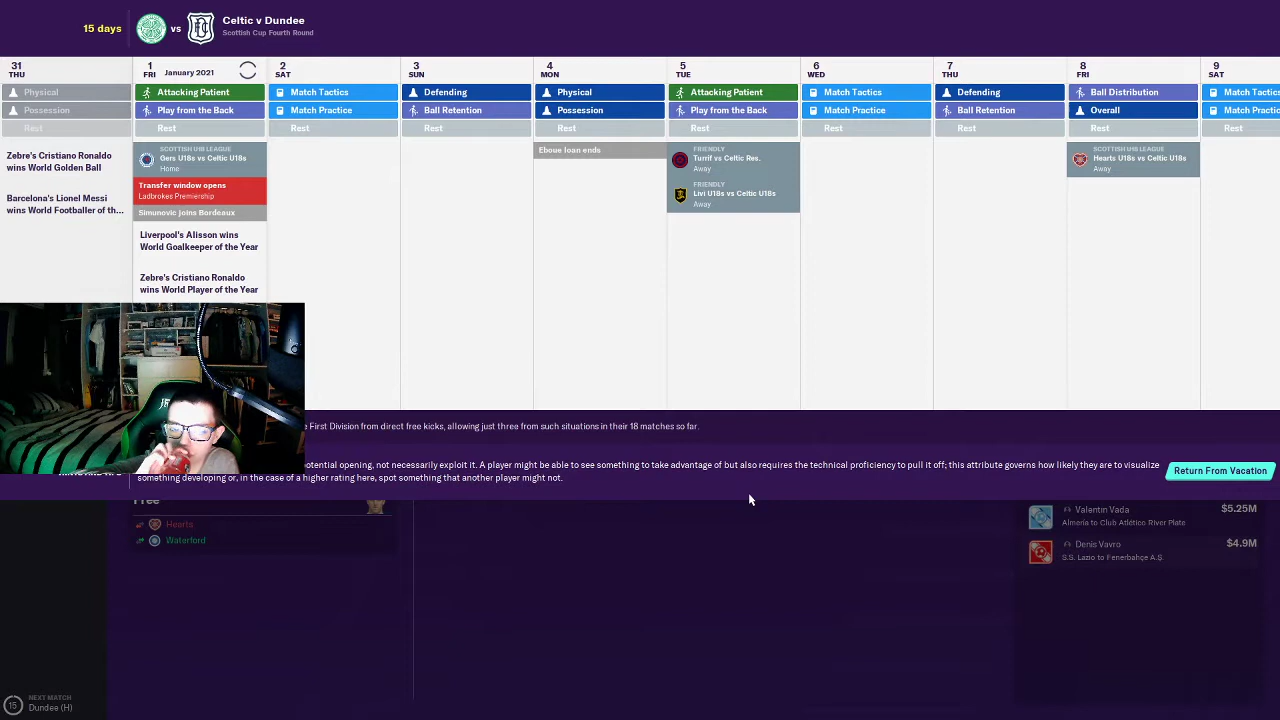 15 days
vs
Celtic v Dundee
Scottish Cup Fourth Round
31
THU
1
FRI
January 2021
2
SAT
3
SUN
4
MON
5
TUE
6
WED
7
THU
8
FRI
9
SAT
Physical
Possession
Rest
Attacking Patient
Play from the Back
Rest
Match Tactics
Match Practice
Rest
Defending
Ball Retention
Rest
Physical
Possession
Rest
Attacking Patient
Play from the Back
Rest
Match Tactics
Match Practice
Rest
Defending
Ball Retention
Rest
Ball Distribution
Overall
Rest
Match Tactics
Match Practice
Zebre's Cristiano Ronaldo
wins World Golden Ball
Barcelona's Lionel Messi
wins World Footballer of th...
SCOTTISH U18 LEAGUE
Gers U18s vs Celtic U18s
Home
Transfer window opens
Ladbrokes Premiership
Simunovic joins Bordeaux
Liverpool's Alisson wins
World Goalkeeper of the Year
Zebre's Cristiano Ronaldo
wins World Player of the Year
Eboue loan ends
FRIENDLY
Turrif vs Celtic Res.
Away
FRIENDLY
Livi U18s vs Celtic U18s
Away
SCOTTISH U18 LEAGUE
Hearts U18s vs Celtic U18s
Away
First Division from direct free kicks, allowing just three from such situations in their 18 matches so far.
potential opening, not necessarily exploit it. A player might be able to see something to take advantage of but also requires the technical proficiency to pull it off; this attribute governs how likely they are to visualize
something developing or, in the case of a higher rating here, spot something that another player might not.
Return From Vacation
Free
Hearts
Waterford
Valentín Vada
$5.25M
Almería to Club Atlético River Plate
Denis Vavro
$4.9M
S.S. Lazio to Fenerbahçe A.Ş.
15
NEXT MATCH
Dundee (H)